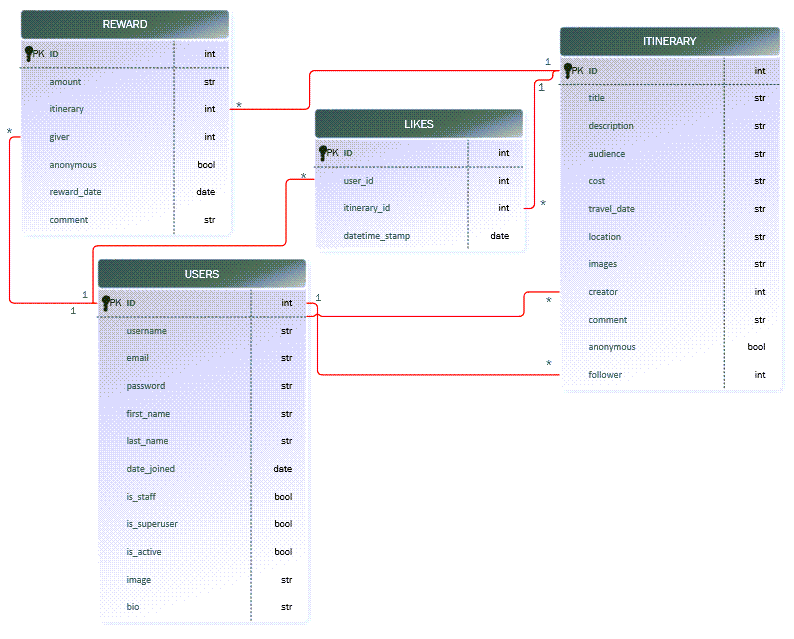 REWARD
PK ID int
amount str
itinerary int
giver int
anonymous bool
reward_date date
comment str
ITINERARY
PK ID int
title str
description str
audience str
cost str
travel_date str
location str
images str
creator int
comment str
anonymous bool
follower int
LIKES
PK ID int
user_id int
itinerary_id int
datetime_stamp date
USERS
PK ID int
username str
email str
password str
first_name str
last_name str
date_joined date
is_staff bool
is_superuser bool
is_active bool
image str
bio str
1
*
1
*
*
*
1
1
1
*
*